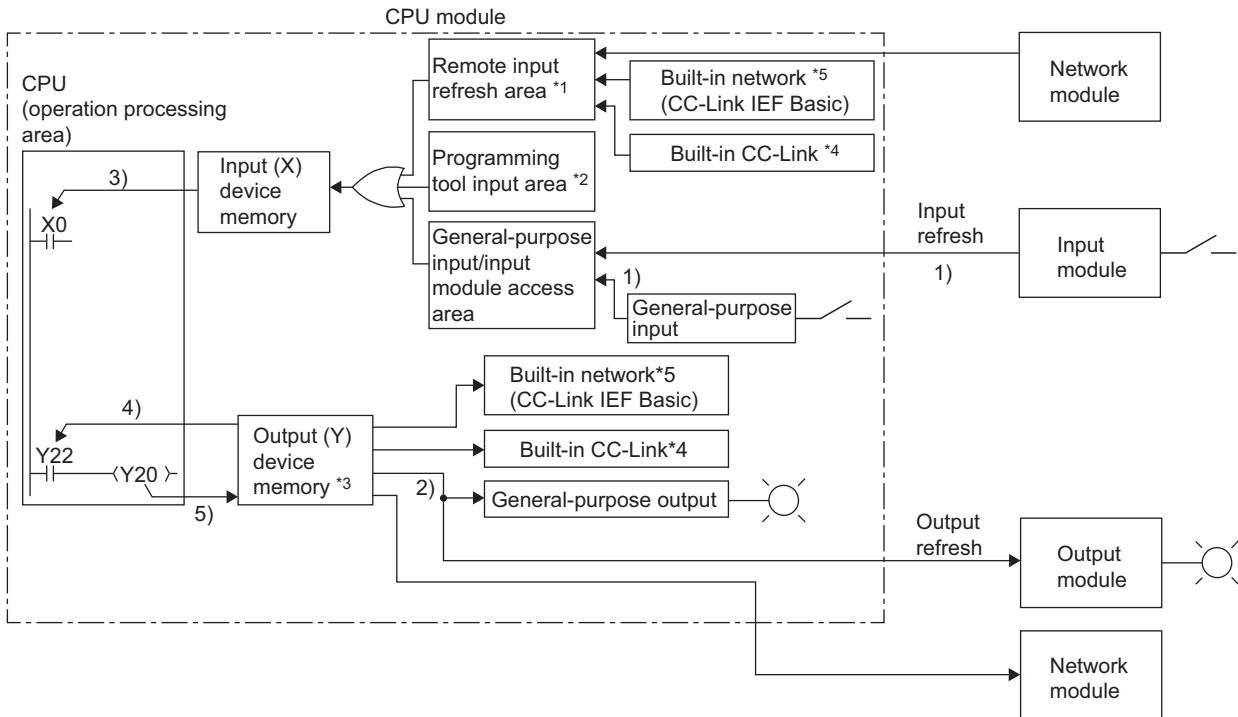 CPU module
CPU
(operation processing
area)
Remote input
refresh area *1
Built-in network *5
(CC-Link IEF Basic)
Built-in CC-Link *4
Network
module
3)
X0
Input (X)
device
memory
Programming
tool input area *2
General-purpose
input/input
module access
area
1)
General-purpose
input
Input
refresh
1)
Input
module
4)
Y22
Y20
5)
Output (Y)
device
memory *3
Built-in network*5
(CC-Link IEF Basic)
Built-in CC-Link*4
2)
General-purpose output
Output
refresh
Output
module
Network
module